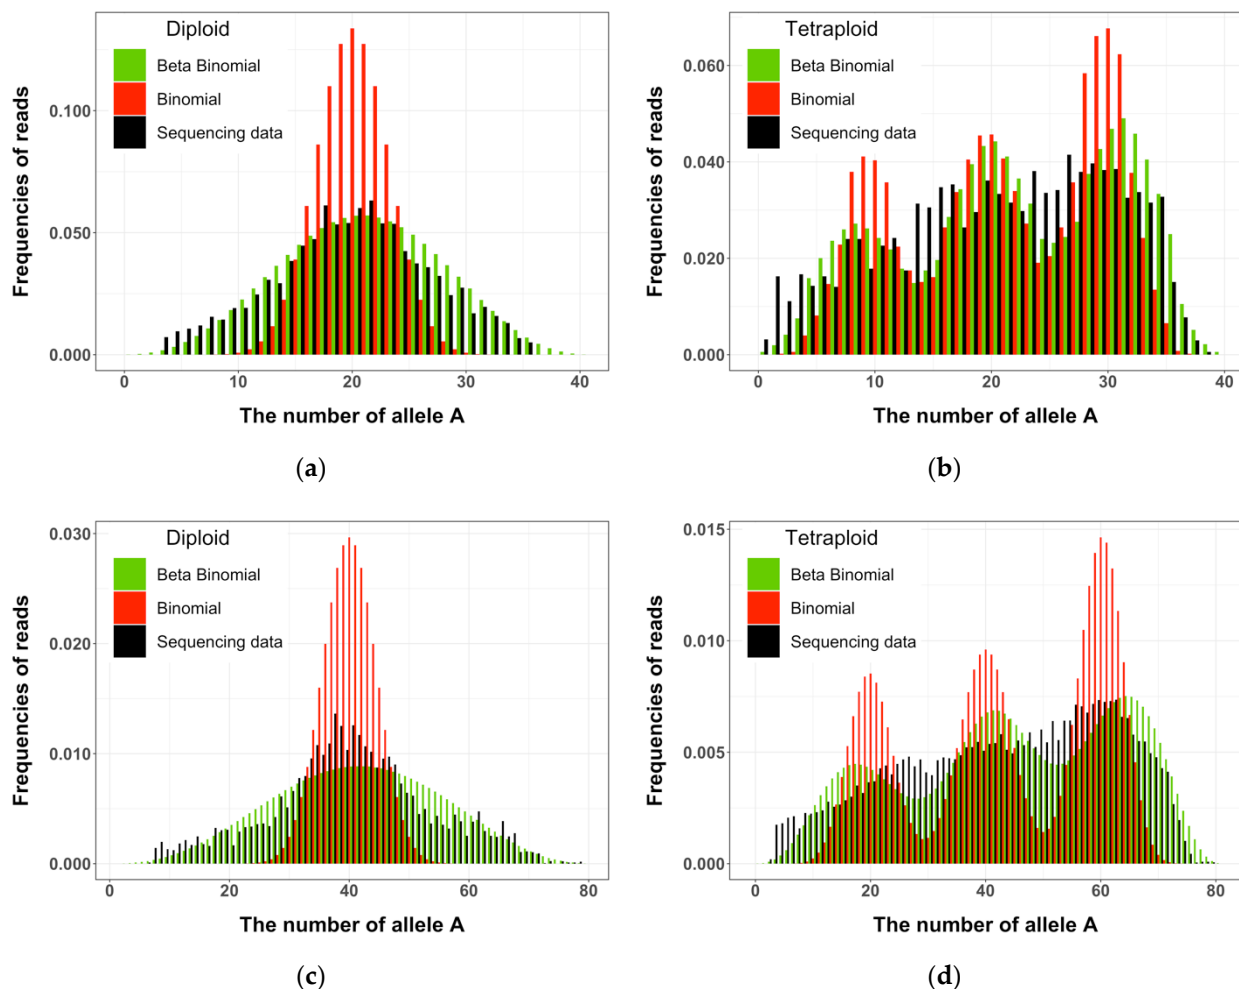 Diploid
Beta Binomial
Binomial
Sequencing data
Frequencies of reads
0.100
0.050
0.000
0 10 20 30 40
The number of allele A
(a)
Tetraploid
Beta Binomial
Binomial
Sequencing data
Frequencies of reads
0.060
0.040
0.020
0.000
0 10 20 30 40
The number of allele A
(b)
Diploid
Beta Binomial
Binomial
Sequencing data
Frequencies of reads
0.030
0.020
0.010
0.000
0 20 40 60 80
The number of allele A
(c)
Tetraploid
Beta Binomial
Binomial
Sequencing data
Frequencies of reads
0.015
0.010
0.005
0.000
0 20 40 60 80
The number of allele A
(d)